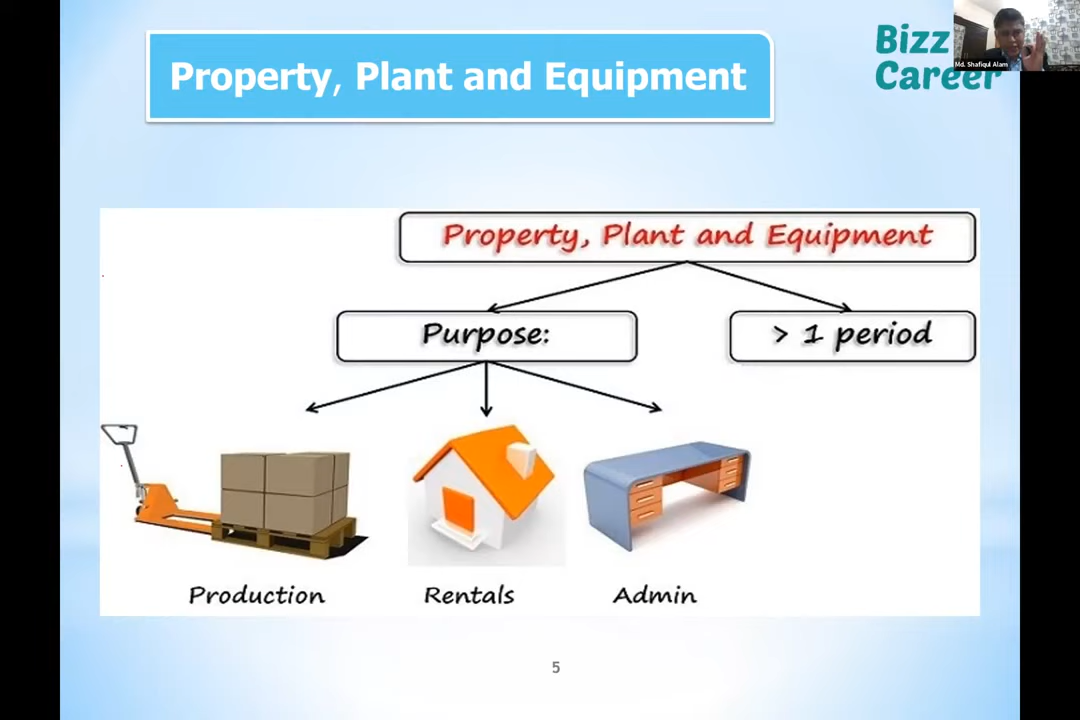 Property, Plant and Equipment
Bizz
Career
Md. Shafiqul Alam
Property, Plant and Equipment
Purpose:
> 1 period
Production
Rentals
Admin
5